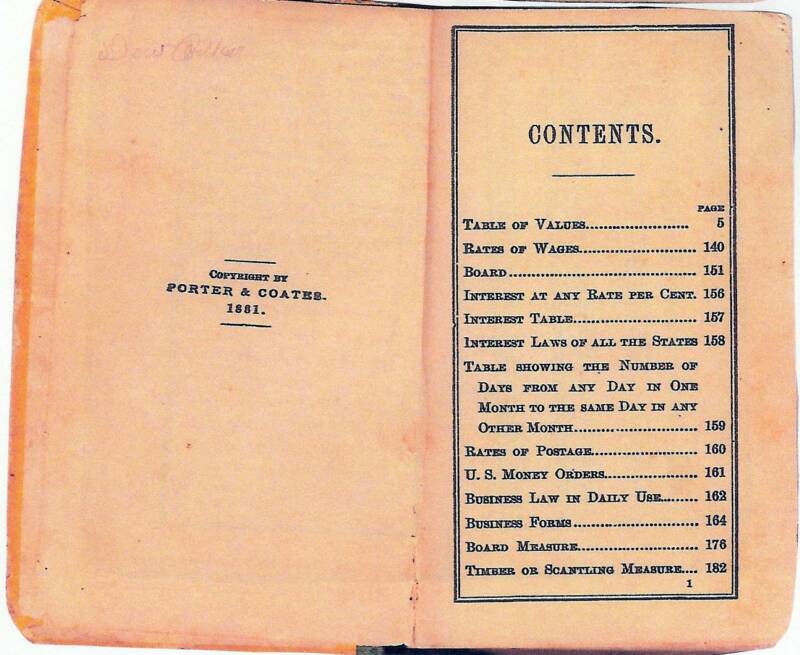 COPYRIGHT BY
PORTER & COATES.
1881.
CONTENTS.
PAGE
TABLE OF VALUES........................ 5
RATES OF WAGES........................ 140
BOARD...................................... 151
INTEREST AT ANY RATE PER CENT. 156
INTEREST TABLE......................... 157
INTEREST LAWS OF ALL THE STATES 158
TABLE SHOWING THE NUMBER OF
DAYS FROM ANY DAY IN ONE
MONTH TO THE SAME DAY IN ANY
OTHER MONTH......................... 159
RATES OF POSTAGE..................... 160
U. S. MONEY ORDERS................... 161
BUSINESS LAW IN DAILY USE........ 162
BUSINESS FORMS......................... 164
BOARD MEASURE........................ 176
TIMBER OR SCANTLING MEASURE.... 182
1